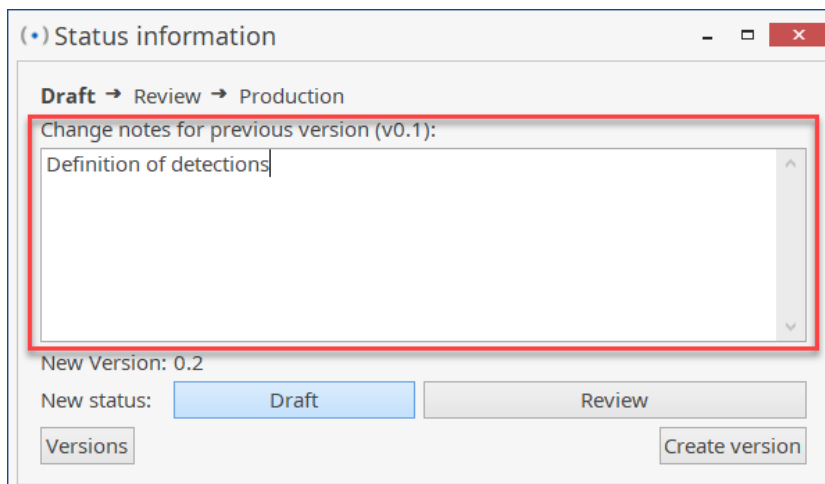 (•) Status information
Draft → Review → Production
Change notes for previous version (v0.1):
Definition of detections
New Version: 0.2
New status: Draft Review
Versions Create version